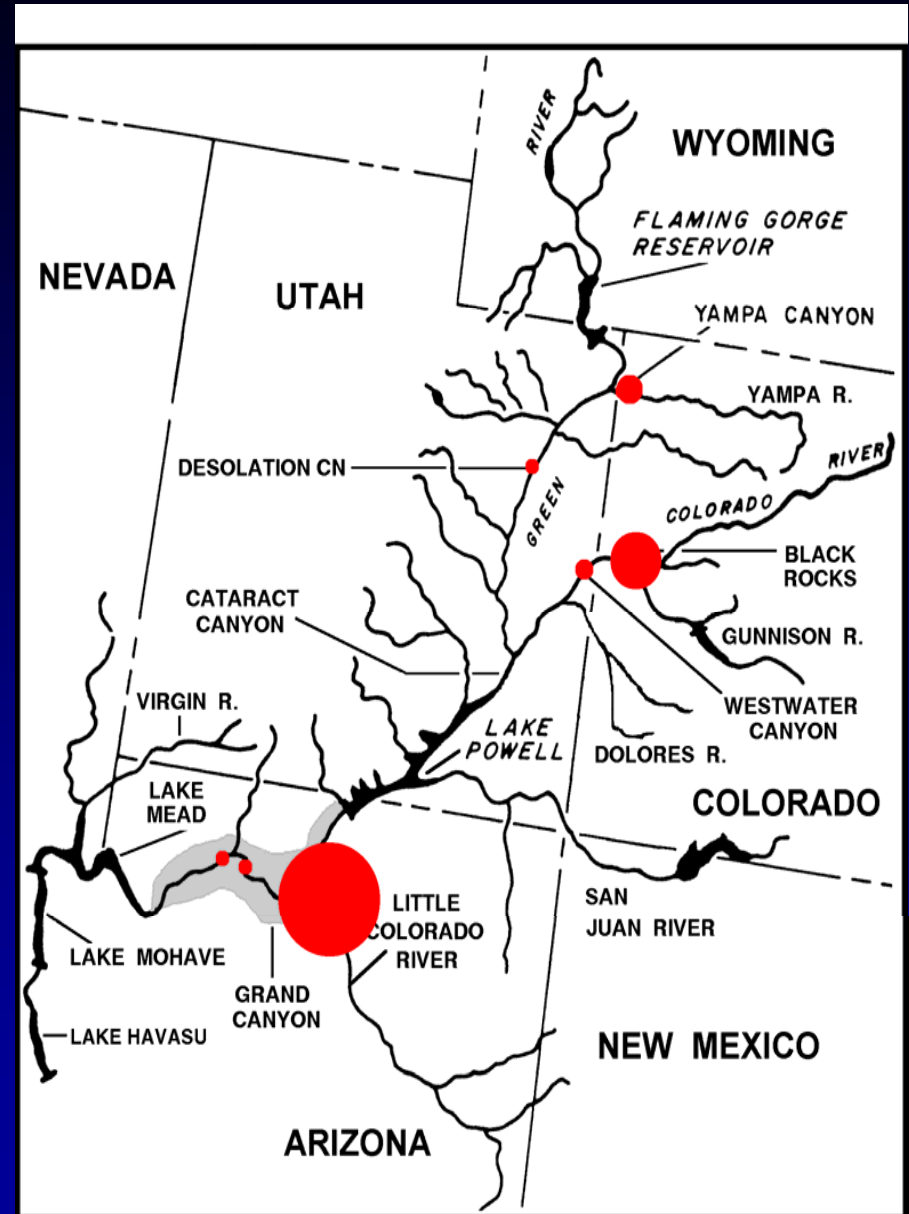 RIVER
WYOMING
FLAMING GORGE
RESERVOIR
NEVADA
UTAH
YAMPA CANYON
YAMPA R.
DESOLATION CN
GREEN
COLORADO
RIVER
BLACK
ROCKS
CATARACT
CANYON
GUNNISON R.
VIRGIN R.
WESTWATER
CANYON
LAKE
POWELL
DOLORES R.
LAKE
MEAD
COLORADO
SAN
JUAN RIVER
LITTLE
COLORADO
RIVER
LAKE MOHAVE
GRAND
CANYON
LAKE HAVASU
NEW MEXICO
ARIZONA